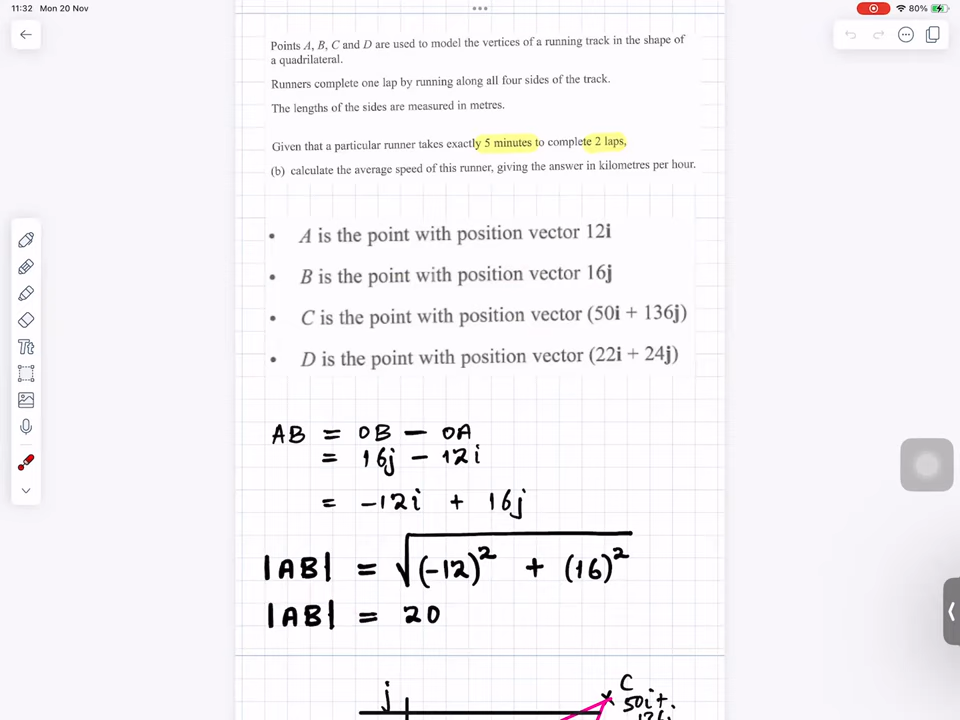 11:32 Mon 20 Nov
80%
Points A, B, C and D are used to model the vertices of a running track in the shape of
a quadrilateral.
Runners complete one lap by running along all four sides of the track.
The lengths of the sides are measured in metres.
Given that a particular runner takes exactly 5 minutes to complete 2 laps,
(b) calculate the average speed of this runner, giving the answer in kilometres per hour.
• A is the point with position vector 12i
• B is the point with position vector 16j
• C is the point with position vector (50i + 136j)
• D is the point with position vector (22i + 24j)
Tt
AB = OB - OA
= 16j - 12i
= -12i + 16j
|AB| = √(-12)² + (16)²
|AB| = 20
j
C
50i+.
136